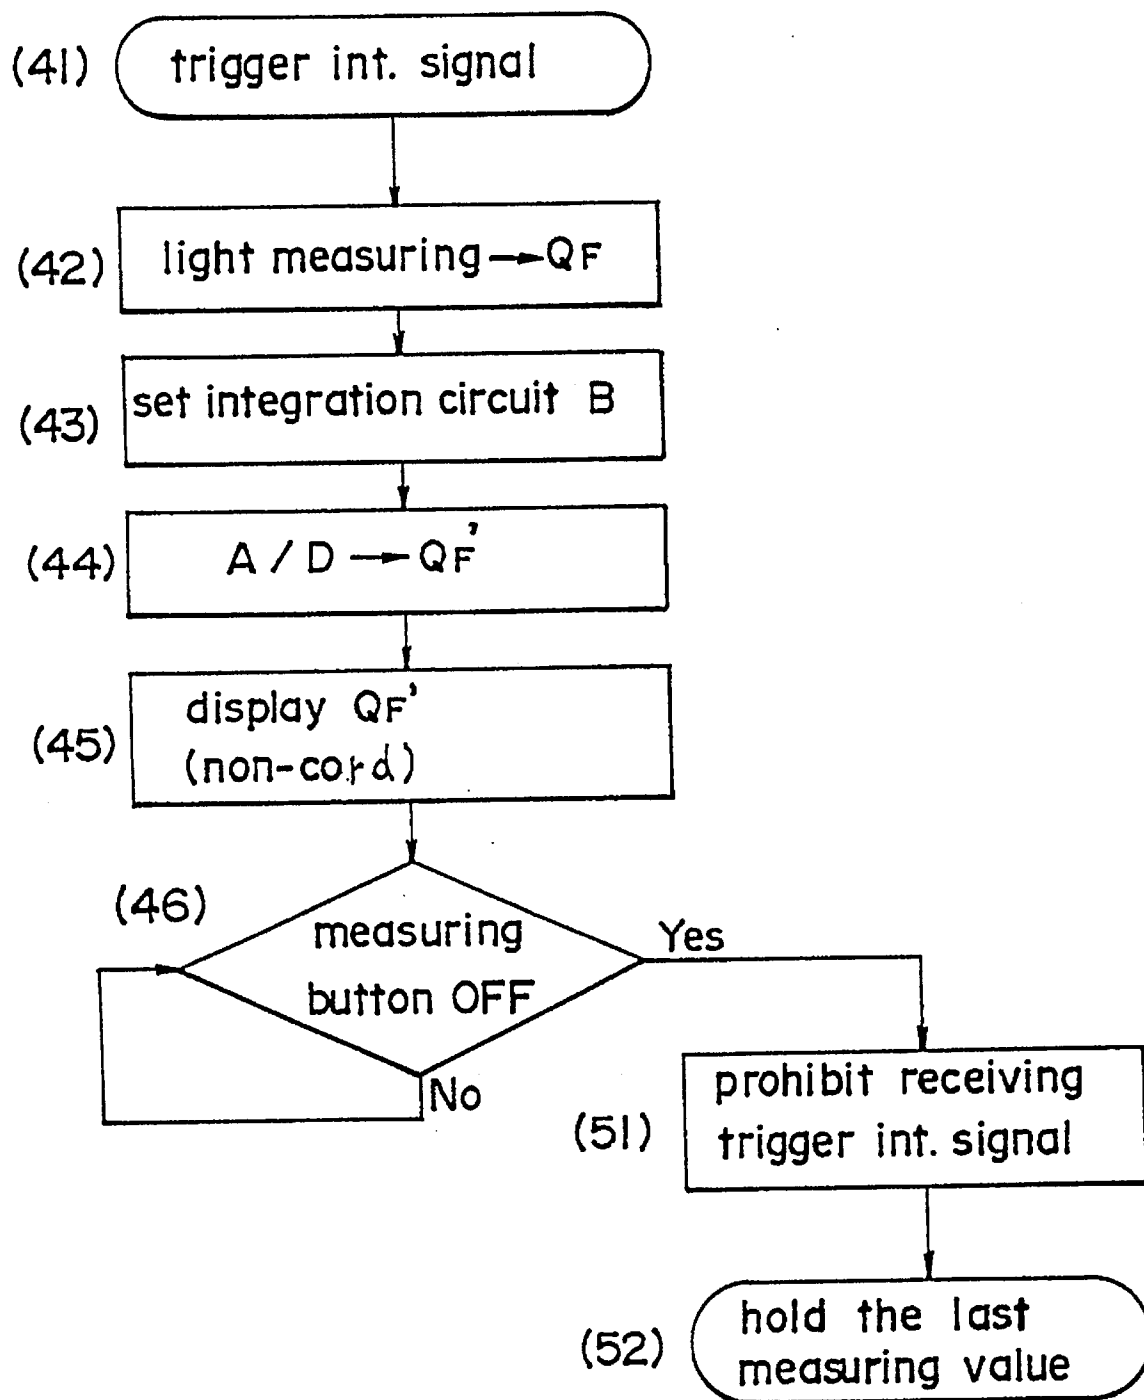 (41) trigger int. signal
(42) light measuring → QF
(43) set integration circuit B
(44) A / D → QF'
(45) display QF'
(non-cord)
(46)
measuring
button OFF
Yes
No
(51)
prohibit receiving
trigger int. signal
(52)
hold the last
measuring value